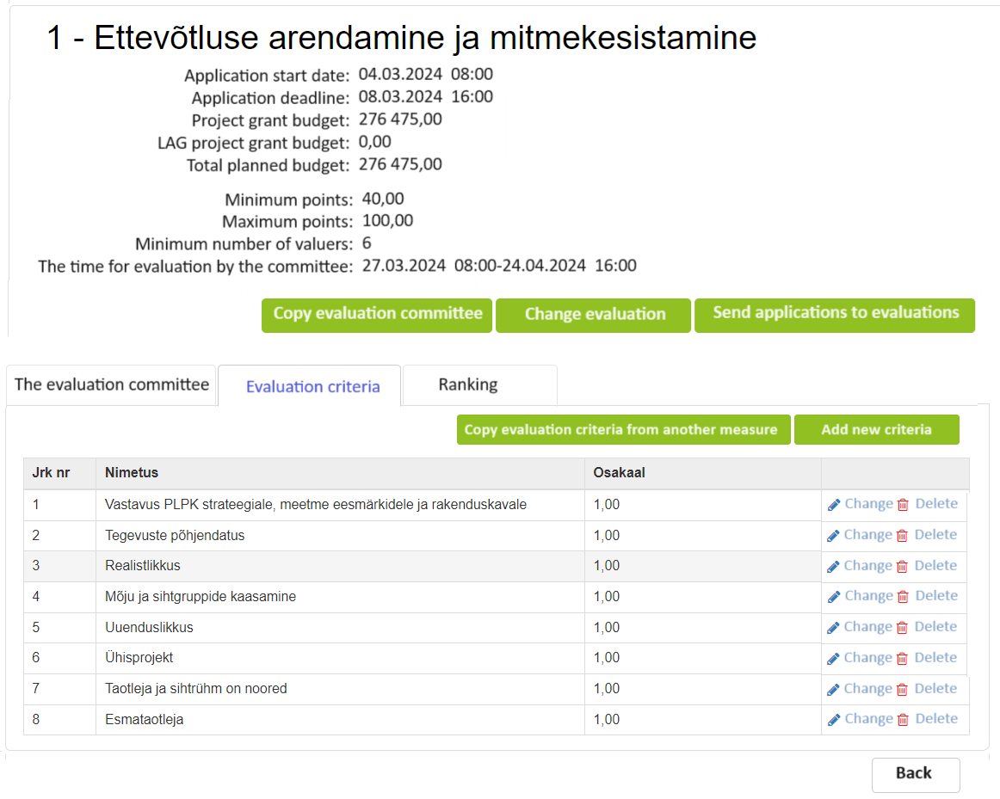 1 - Ettevõtluse arendamine ja mitmekesistamine
Application start date: 04.03.2024 08:00
Application deadline: 08.03.2024 16:00
Project grant budget: 276 475,00
LAG project grant budget: 0,00
Total planned budget: 276 475,00
Minimum points: 40,00
Maximum points: 100,00
Minimum number of valuers: 6
The time for evaluation by the committee: 27.03.2024 08:00-24.04.2024 16:00
Copy evaluation committee Change evaluation Send applications to evaluations
The evaluation committee Evaluation criteria Ranking
Copy evaluation criteria from another measure Add new criteria
Jrk nr Nimetus Osakaal
1 Vastavus PLPK strateegiale, meetme eesmärkidele ja rakenduskavale 1,00 Change Delete
2 Tegevuste põhjendatus 1,00 Change Delete
3 Realistlikkus 1,00 Change Delete
4 Mõju ja sihtgruppide kaasamine 1,00 Change Delete
5 Uuenduslikkus 1,00 Change Delete
6 Ühisprojekt 1,00 Change Delete
7 Taotleja ja sihtrühm on noored 1,00 Change Delete
8 Esmataotleja 1,00 Change Delete
Back